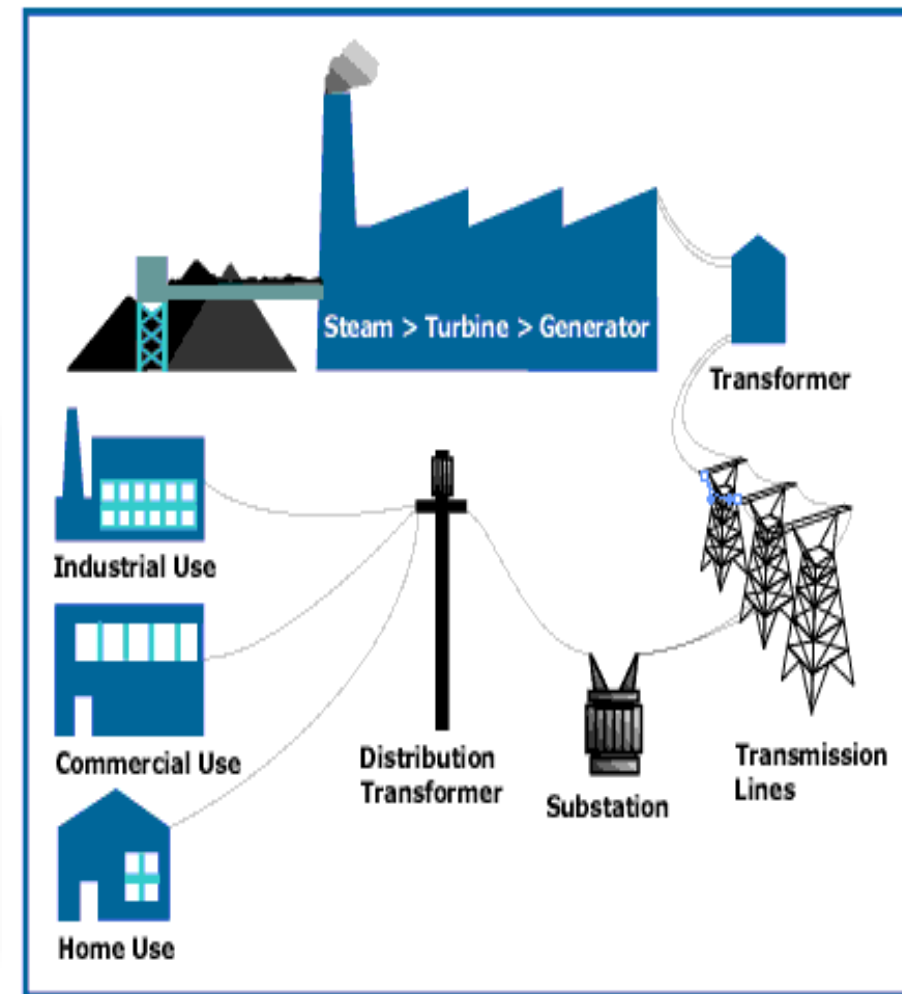 Steam > Turbine > Generator
Transformer
Industrial Use
Commercial Use
Distribution
Transformer
Substation
Transmission
Lines
Home Use